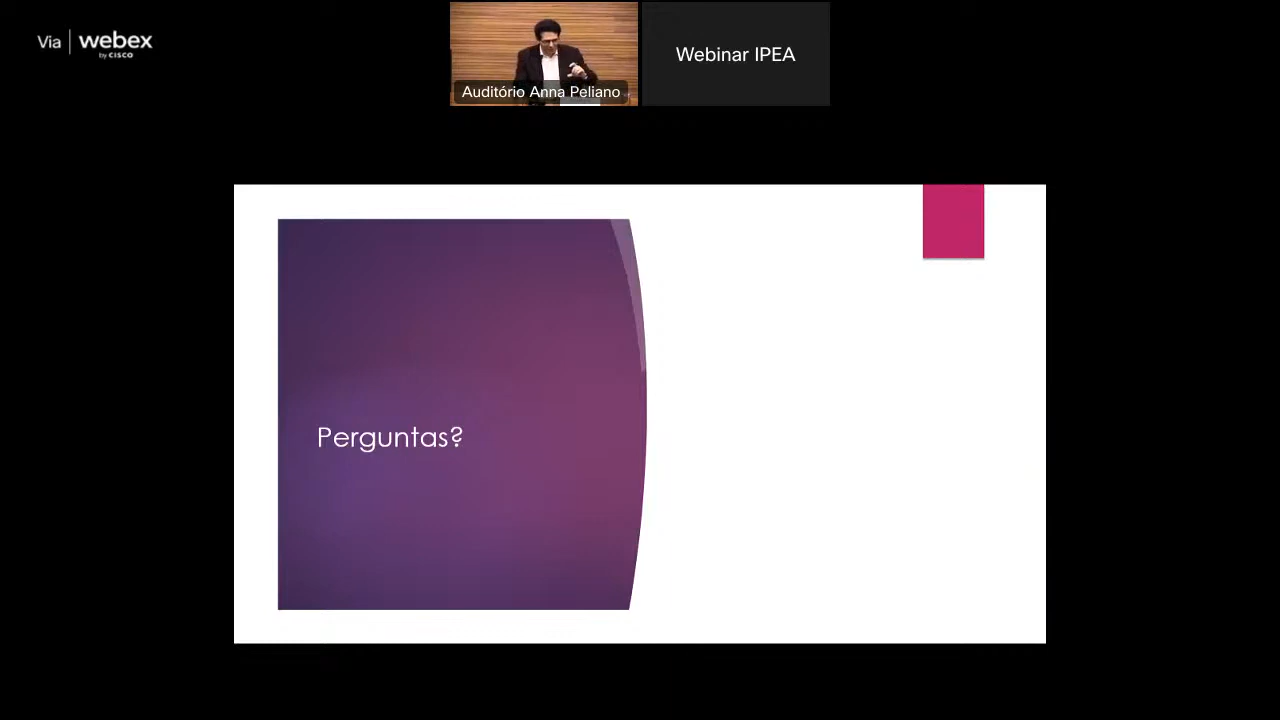 Via webex
by CISCO
Auditório Anna Peliano
Webinar IPEA
Perguntas?